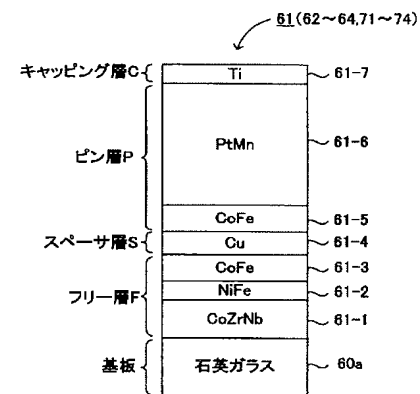 61(62～64,71～74)
キャッピング層C Ti 61-7
ピン層P PtMn 61-6
CoFe 61-5
スペーサ層S Cu 61-4
フリー層F CoFe 61-3
NiFe 61-2
CoZrNb 61-1
基板 石英ガラス 60a